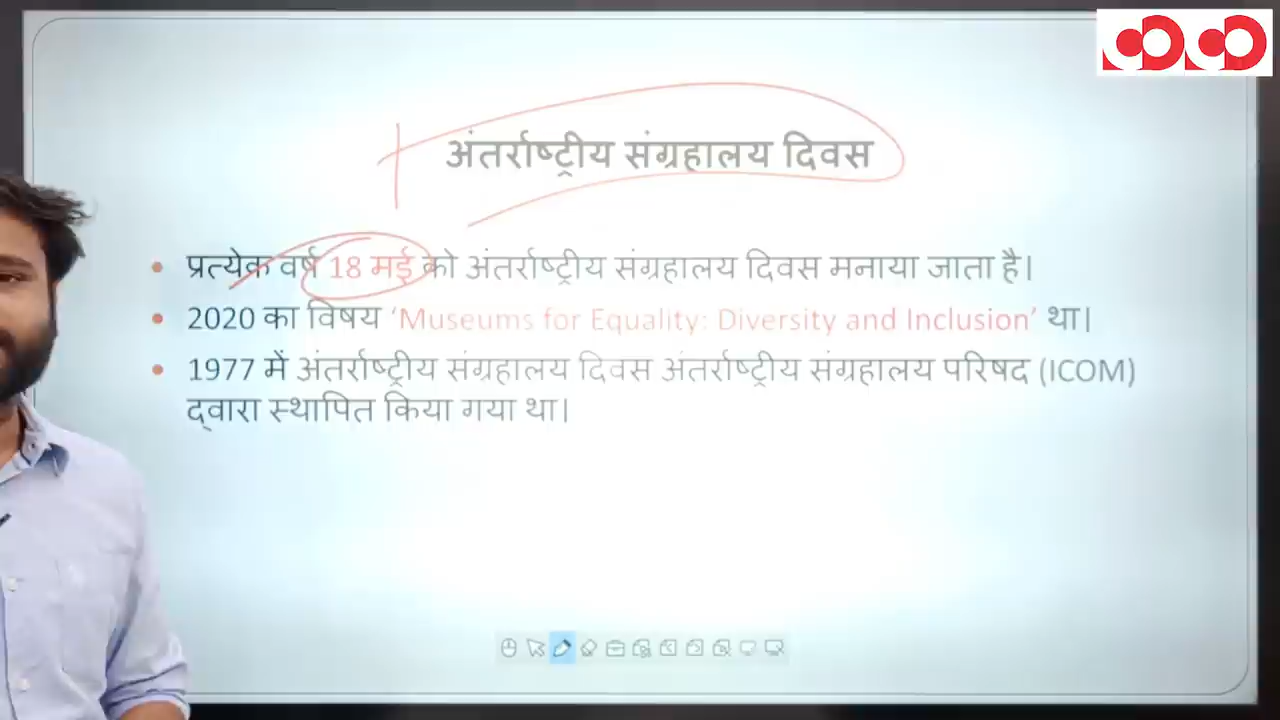 अंतर्राष्ट्रीय संग्रहालय दिवस
प्रत्येक वर्ष 18 मई को अंतर्राष्ट्रीय संग्रहालय दिवस मनाया जाता है।
2020 का विषय ‘Museums for Equality: Diversity and Inclusion’ था।
1977 में अंतर्राष्ट्रीय संग्रहालय दिवस अंतर्राष्ट्रीय संग्रहालय परिषद (ICOM)
द्वारा स्थापित किया गया था।